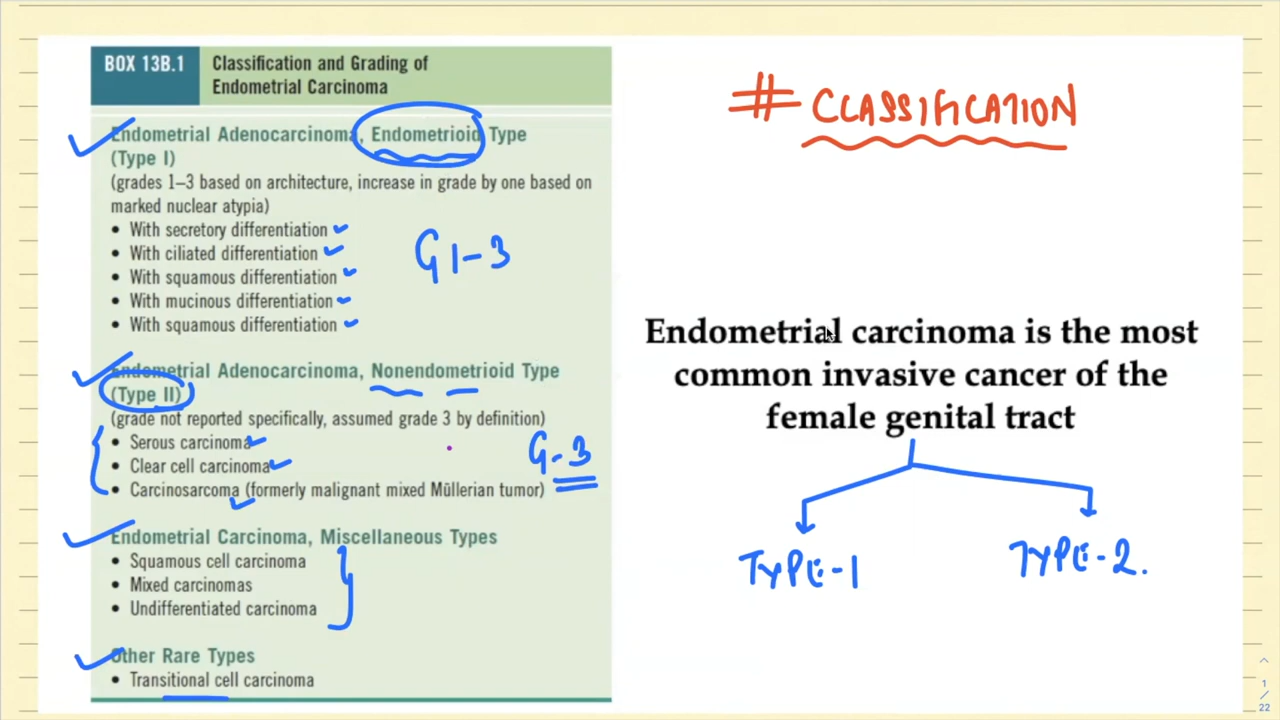 BOX 13B.1
Classification and Grading of
Endometrial Carcinoma
Endometrial Adenocarcinoma, Endometrioid Type
(Type I)
(grades 1–3 based on architecture, increase in grade by one based on
marked nuclear atypia)
• With secretory differentiation
• With ciliated differentiation
• With squamous differentiation
• With mucinous differentiation
• With squamous differentiation
G 1-3
Endometrial Adenocarcinoma, Nonendometrioid Type
(Type II)
(grade not reported specifically, assumed grade 3 by definition)
• Serous carcinoma
• Clear cell carcinoma
• Carcinosarcoma (formerly malignant mixed Müllerian tumor)
G-3
Endometrial Carcinoma, Miscellaneous Types
• Squamous cell carcinoma
• Mixed carcinomas
• Undifferentiated carcinoma
Other Rare Types
• Transitional cell carcinoma
# CLASSIFICATION
Endometrial carcinoma is the most
common invasive cancer of the
female genital tract
TYPE-1
TYPE-2.
1
/
22